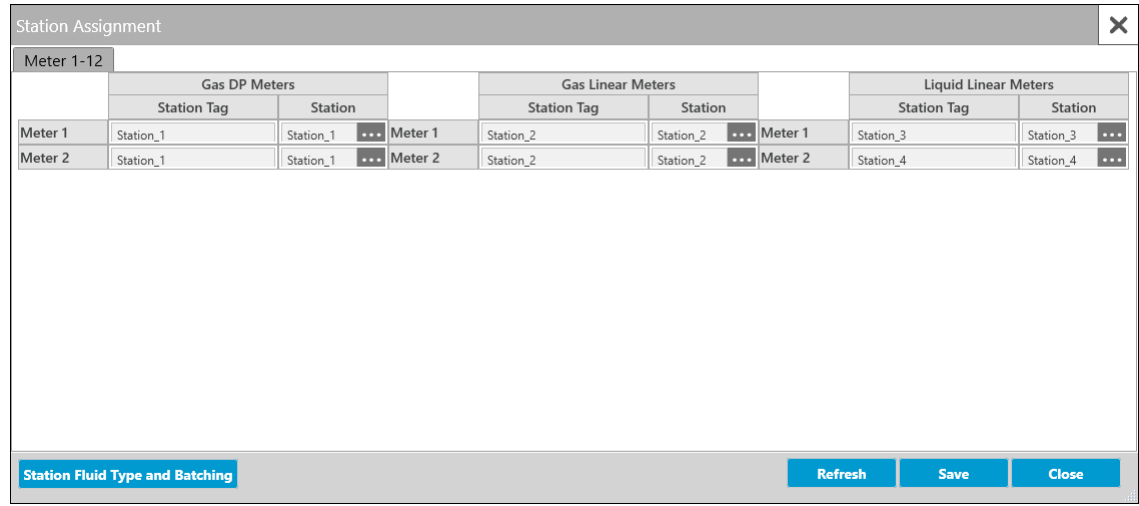 Station Assignment
Meter 1-12
Gas DP Meters Gas Linear Meters Liquid Linear Meters
Station Tag Station Station Tag Station Station Tag Station
Meter 1 Station_1 Station_1 ... Meter 1 Station_2 Station_2 ... Meter 1 Station_3 Station_3 ...
Meter 2 Station_1 Station_1 ... Meter 2 Station_2 Station_2 ... Meter 2 Station_4 Station_4 ...
Station Fluid Type and Batching Refresh Save Close